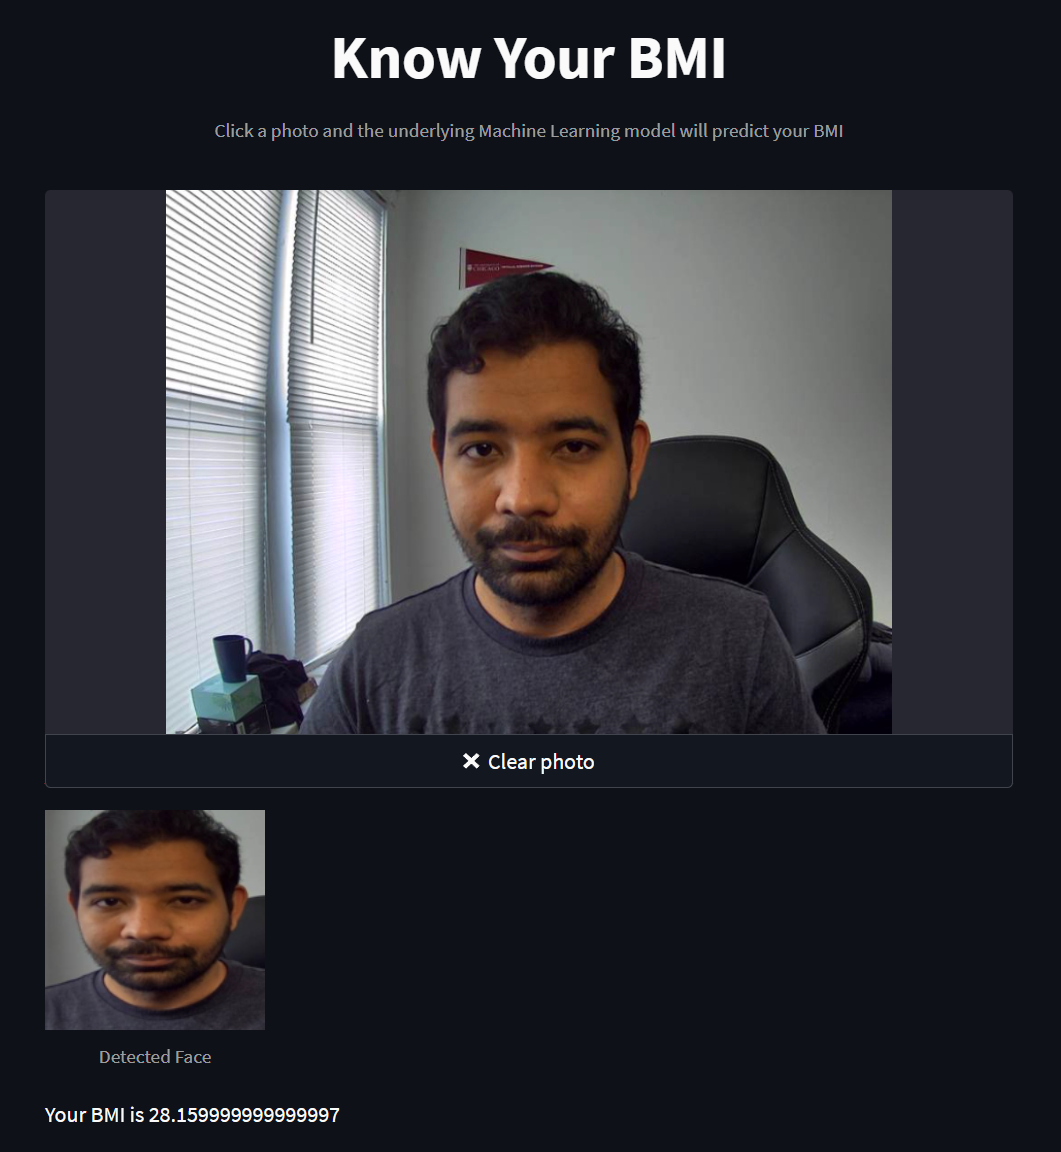 Know Your BMI
Click a photo and the underlying Machine Learning model will predict your BMI
CHICAGO
✕ Clear photo
Detected Face
Your BMI is 28.159999999999997